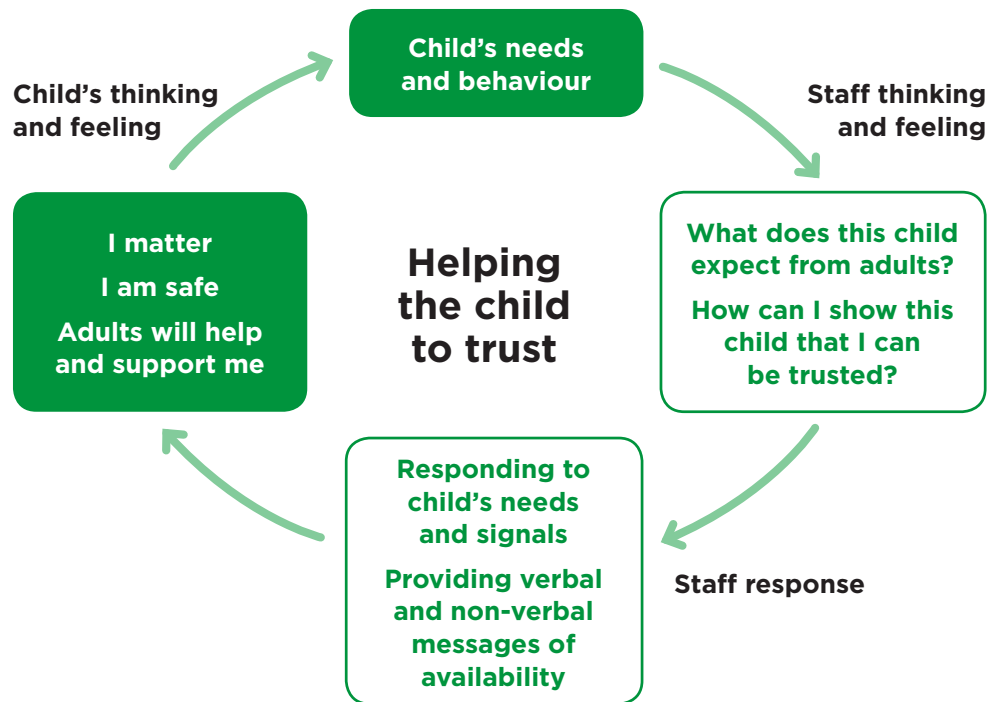 Child’s needs
and behaviour
Child’s thinking
and feeling
Staff thinking
and feeling
I matter
I am safe
Adults will help
and support me
Helping
the child
to trust
What does this child
expect from adults?
How can I show this
child that I can
be trusted?
Responding to
child’s needs
and signals
Providing verbal
and non-verbal
messages of
availability
Staff response